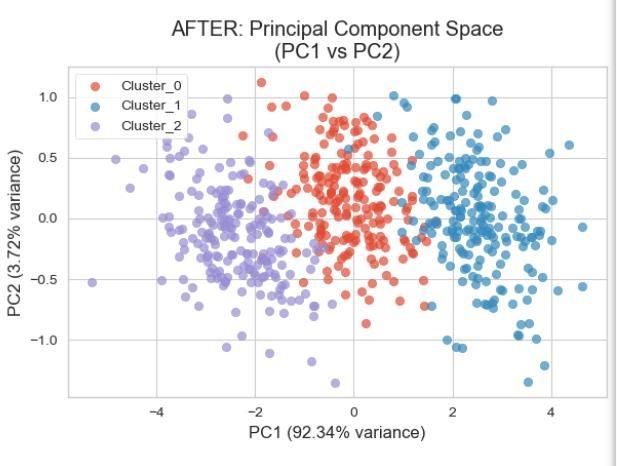 AFTER: Principal Component Space
(PC1 vs PC2)
Cluster_0
Cluster_1
Cluster_2
1.0
0.5
0.0
−0.5
−1.0
PC2 (3.72% variance)
−4
−2
0
2
4
PC1 (92.34% variance)